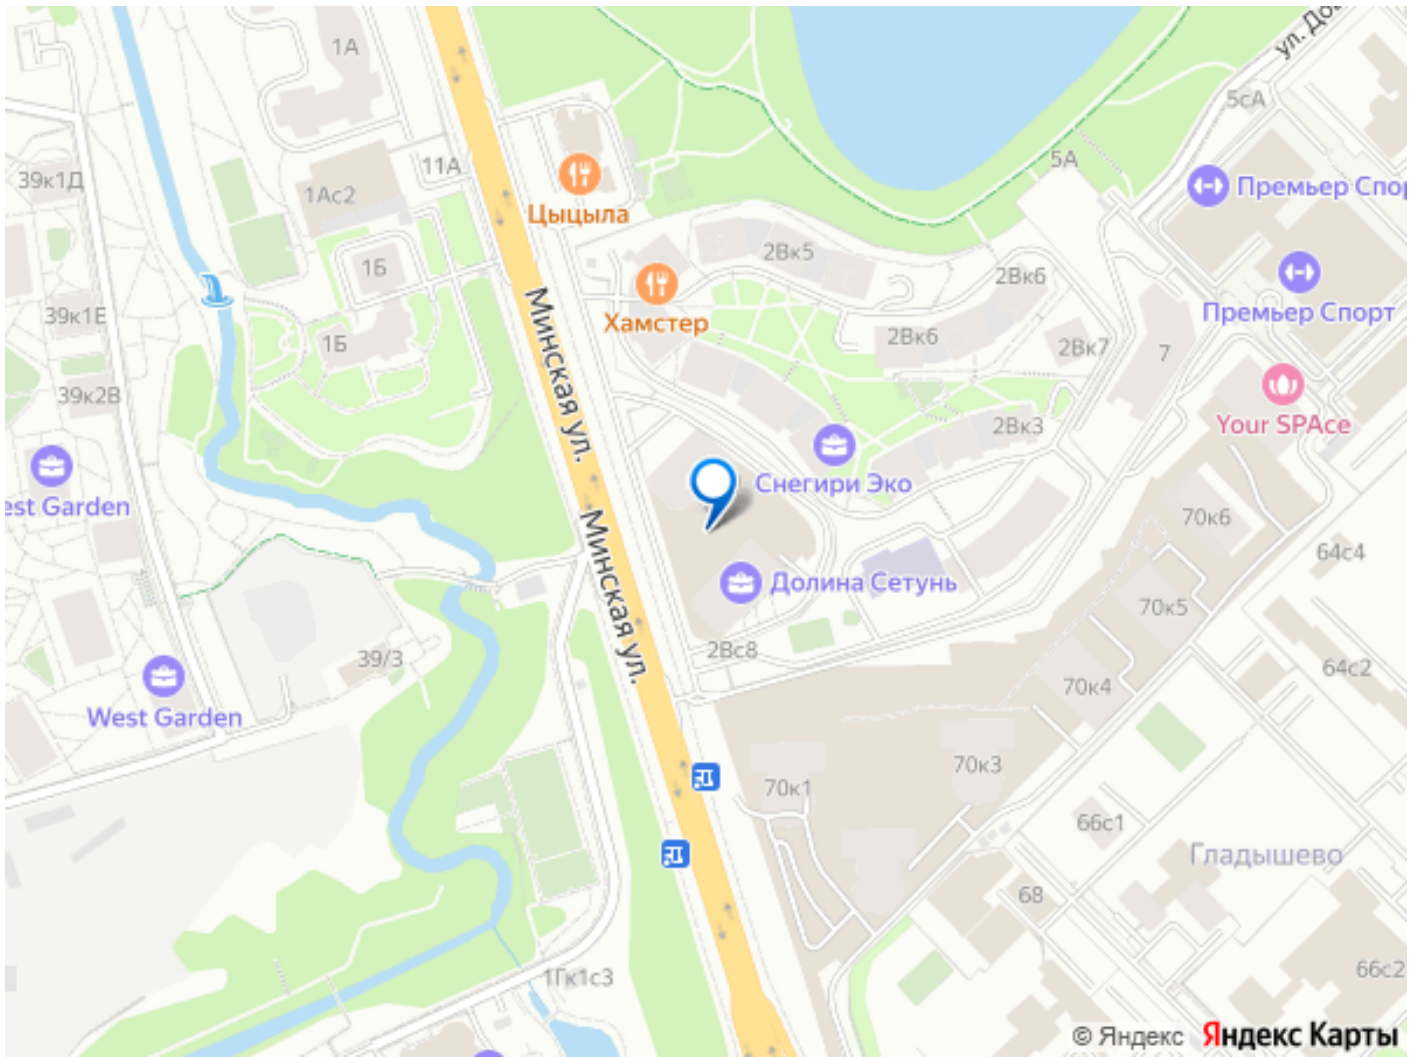 ул. Дов
1А
5сА
11А
5А
39к1Д
1Ас2
Премьер Спор
Цыцыла
2Вк5
1Б
2Вк6
39к1Е
Минская ул.
Хамстер
Премьер Спорт
1Б
2Вк6
2Вк7
7
39к2В
Your SPAce
2Вк3
Снегири Эко
est Garden
70к6
Минская ул.
64с4
Долина Сетунь
70к5
2Вс8
39/3
64с2
70к4
West Garden
70к3
70к1
66с1
Гладышево
68
1Гк1с3
66с2
© Яндекс Яндекс Карты